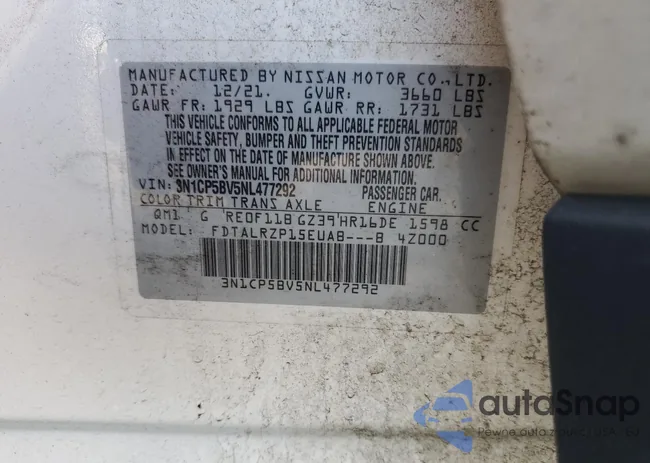 MANUFACTURED BY NISSAN MOTOR CO., LTD.
DATE: 12/21. GVWR: 3660 LBS
GAWR FR: 1929 LBS GAWR RR: 1731 LBS
THIS VEHICLE CONFORMS TO ALL APPLICABLE FEDERAL MOTOR
VEHICLE SAFETY, BUMPER AND THEFT PREVENTION STANDARDS
IN EFFECT ON THE DATE OF MANUFACTURE SHOWN ABOVE.
SEE OWNER'S MANUAL FOR ADDITIONAL INFORMATION.
VIN: 3N1CP5BV5NL477292 PASSENGER CAR.
COLOR TRIM TRANS AXLE ENGINE
QM1 G RE0F11B GZ39 HR16DE 1598 CC
MODEL: FDTALRZP15EUAB---B 4Z000
3N1CP5BV5NL477292
autoSnap
Pewne auta z